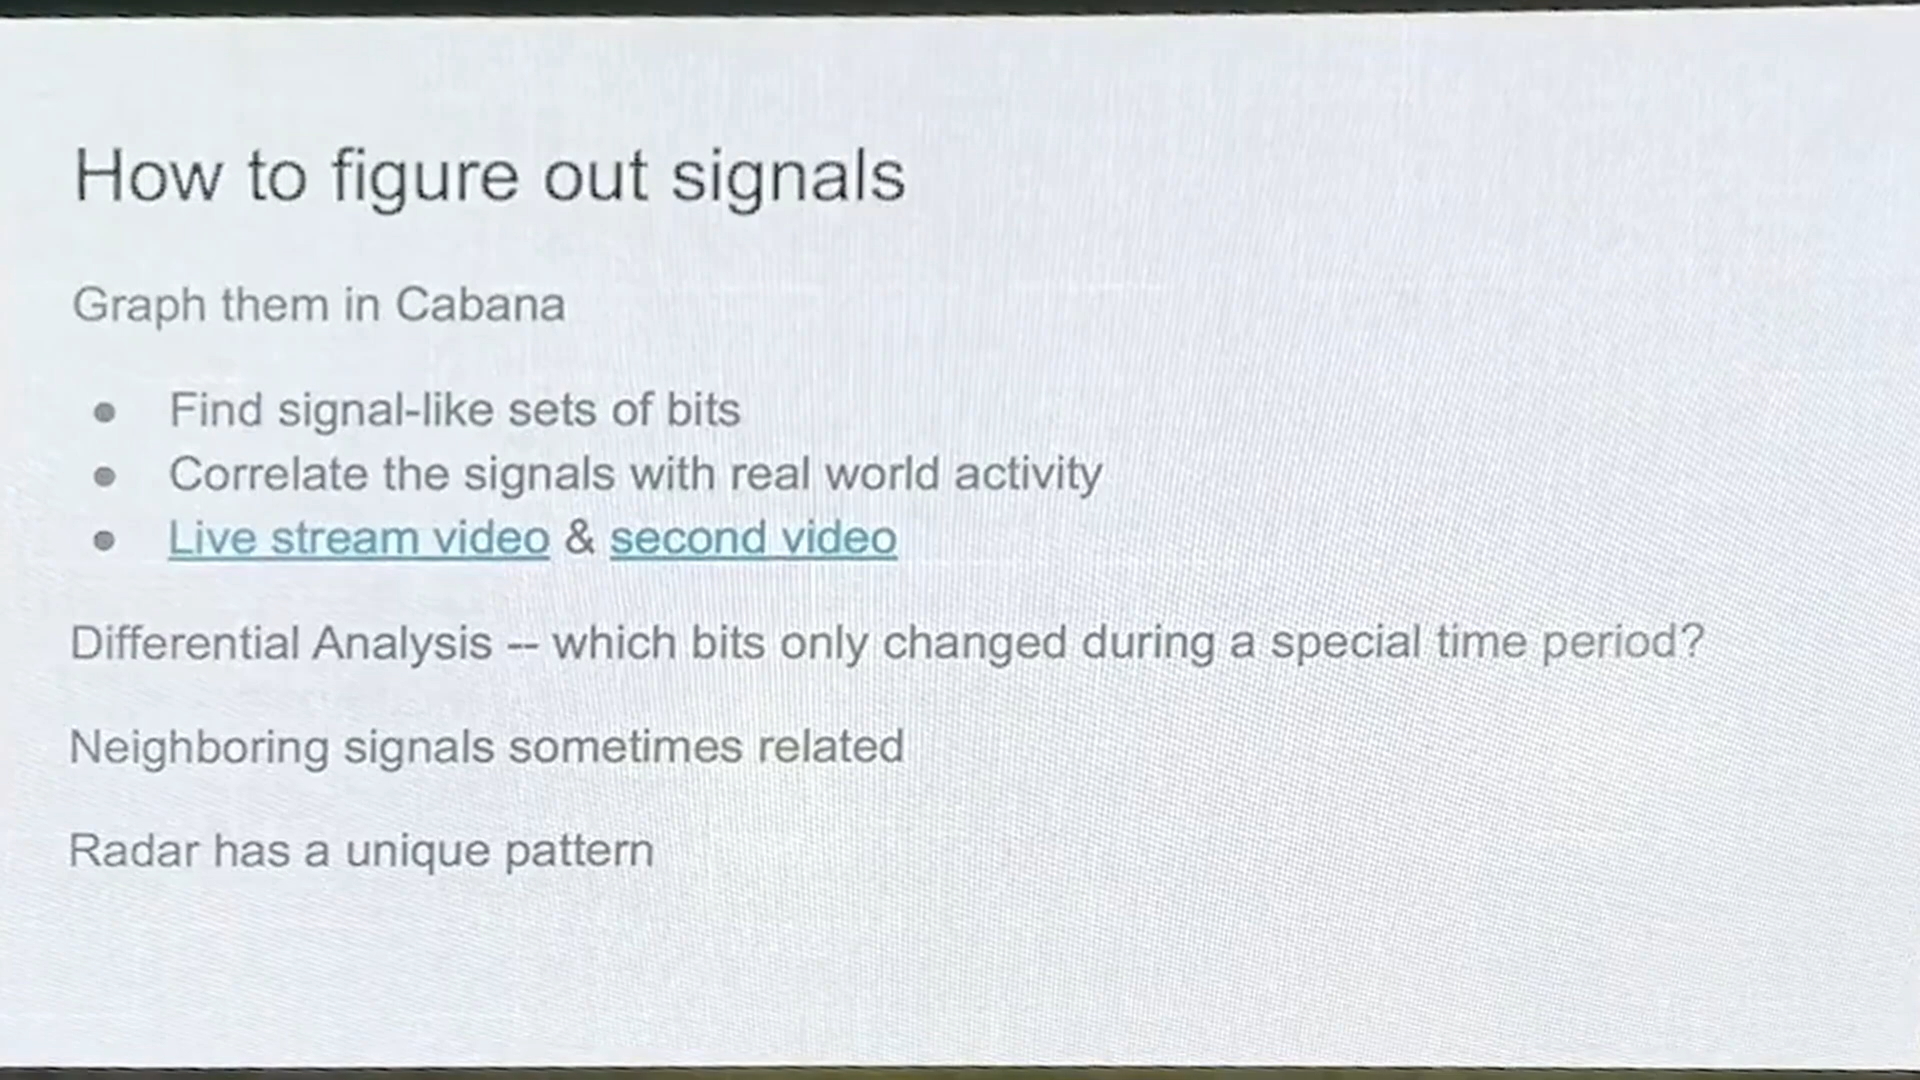 How to figure out signals
Graph them in Cabana
● Find signal-like sets of bits
● Correlate the signals with real world activity
● Live stream video & second video
Differential Analysis -- which bits only changed during a special time period?
Neighboring signals sometimes related
Radar has a unique pattern